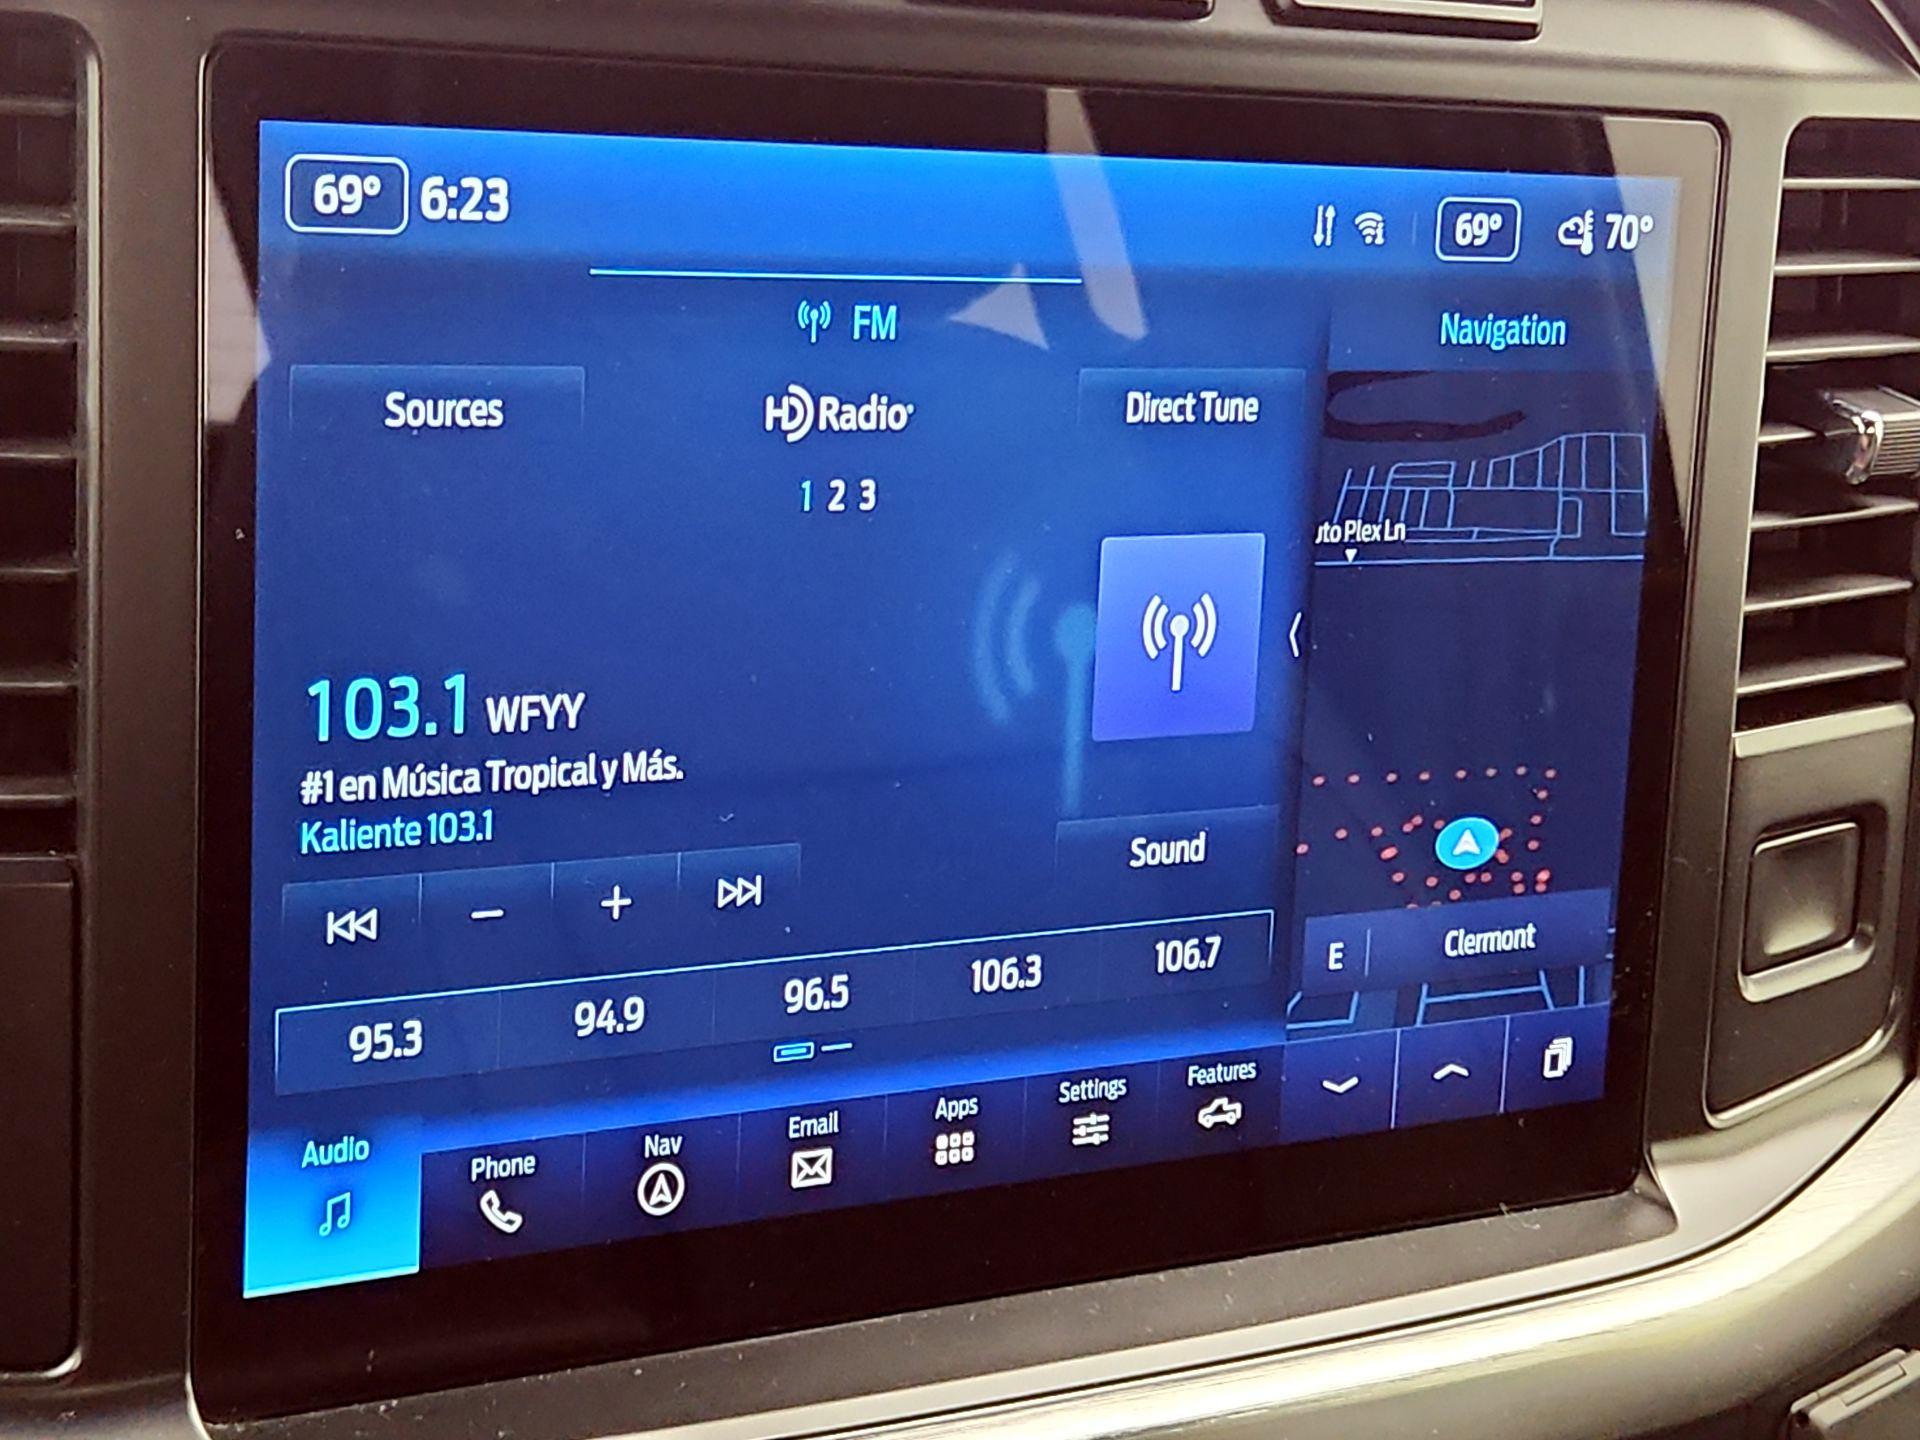 69° 6:23
69° 70°
FM
Navigation
Sources
HD Radio
Direct Tune
1 2 3
uto Plex Ln
103.1 WFYY
#1 en Música Tropical y Más.
Kaliente 103.1
Sound
E Clermont
95.3 94.9 96.5 106.3 106.7
Audio Phone Nav Email Apps Settings Features